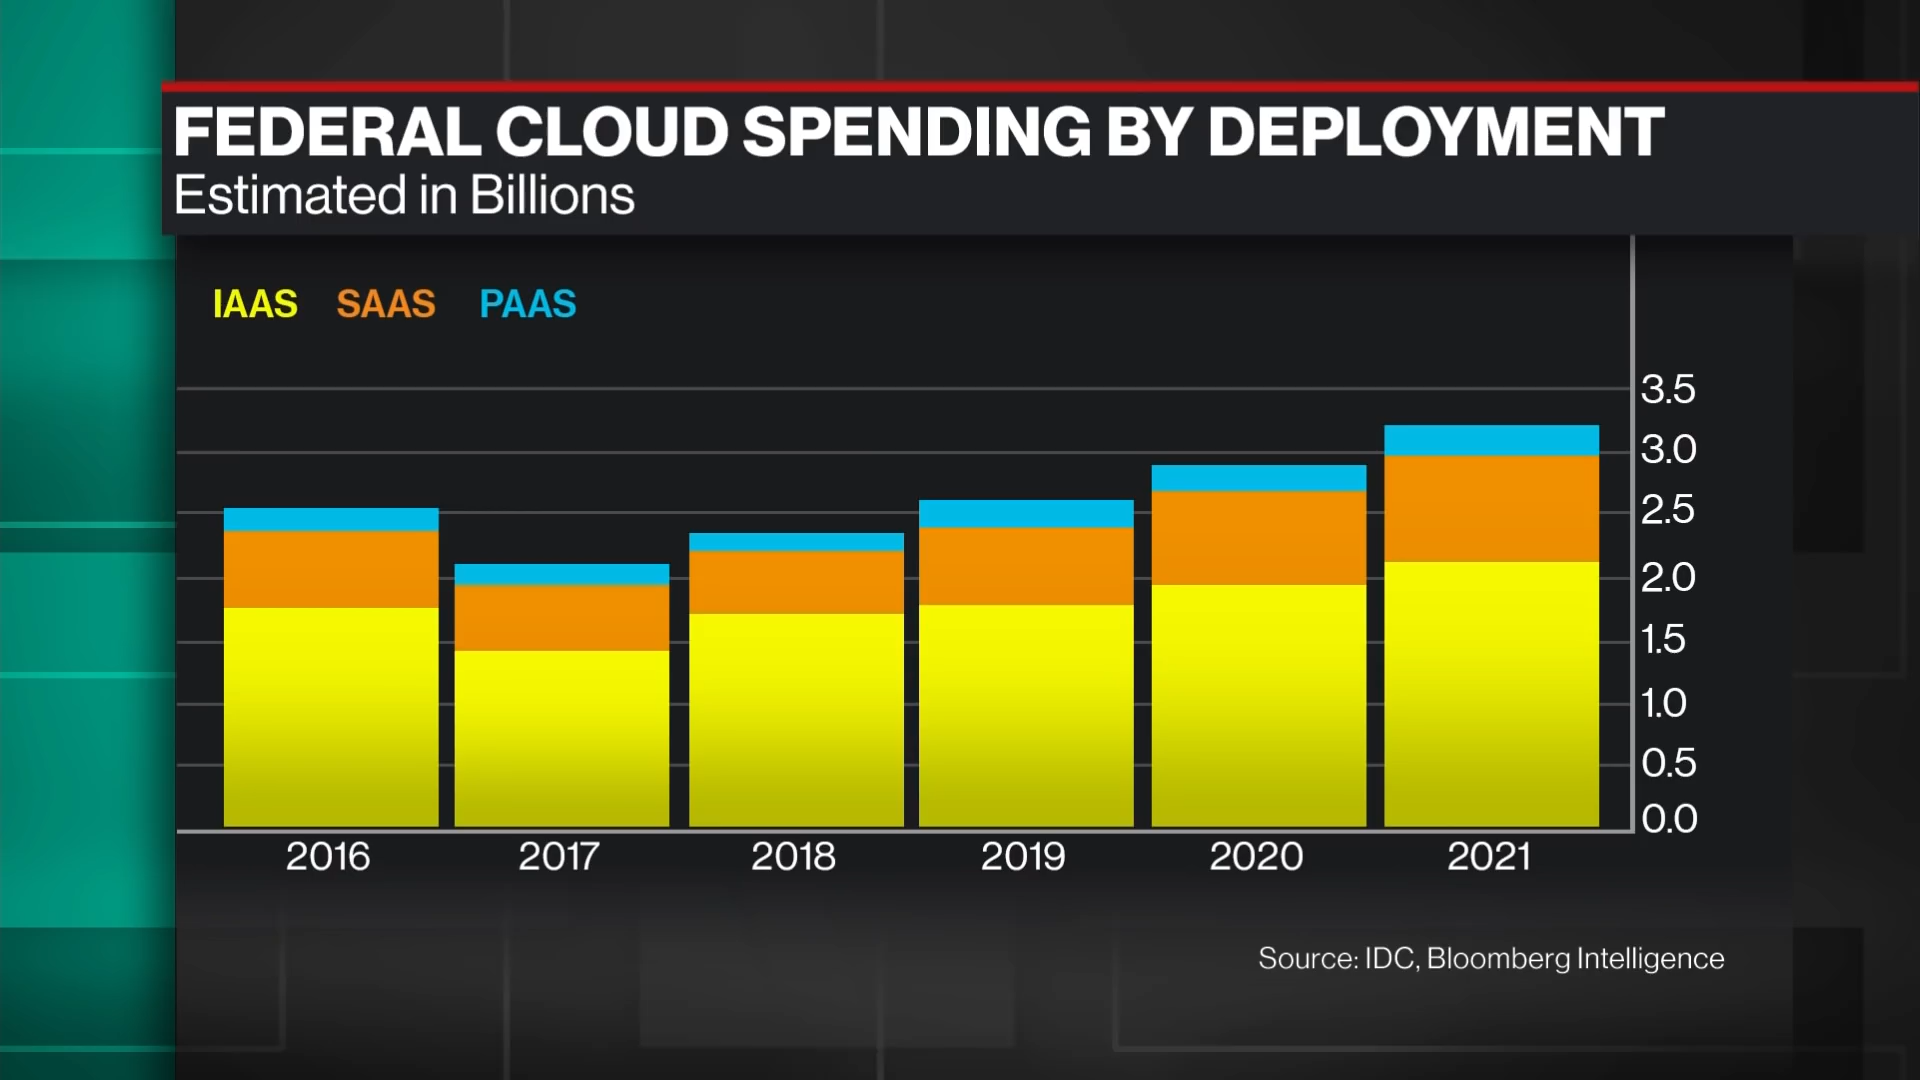 FEDERAL CLOUD SPENDING BY DEPLOYMENT
Estimated in Billions
IAAS SAAS PAAS
3.5
3.0
2.5
2.0
1.5
1.0
0.5
0.0
2016 2017 2018 2019 2020 2021
Source: IDC, Bloomberg Intelligence